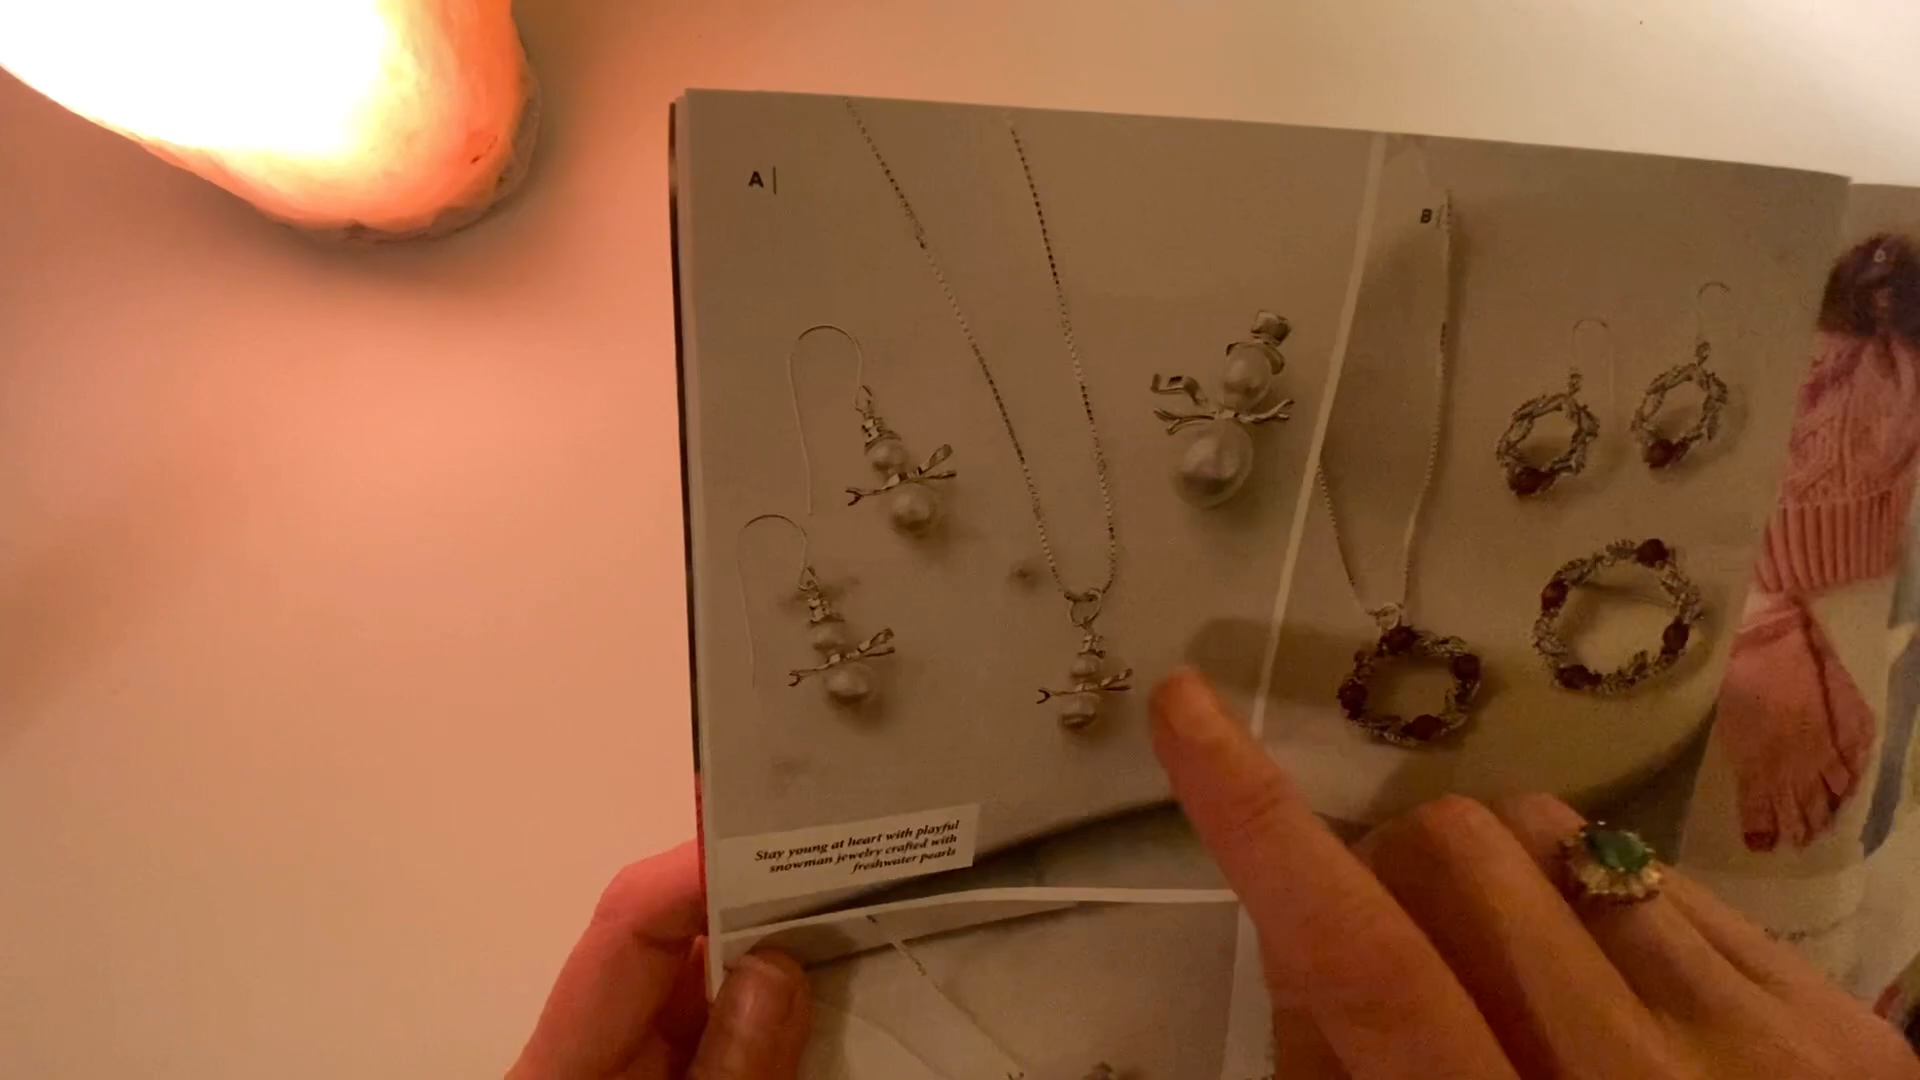 A
B
Stay young at heart with playful
snowman jewelry crafted with
freshwater pearls